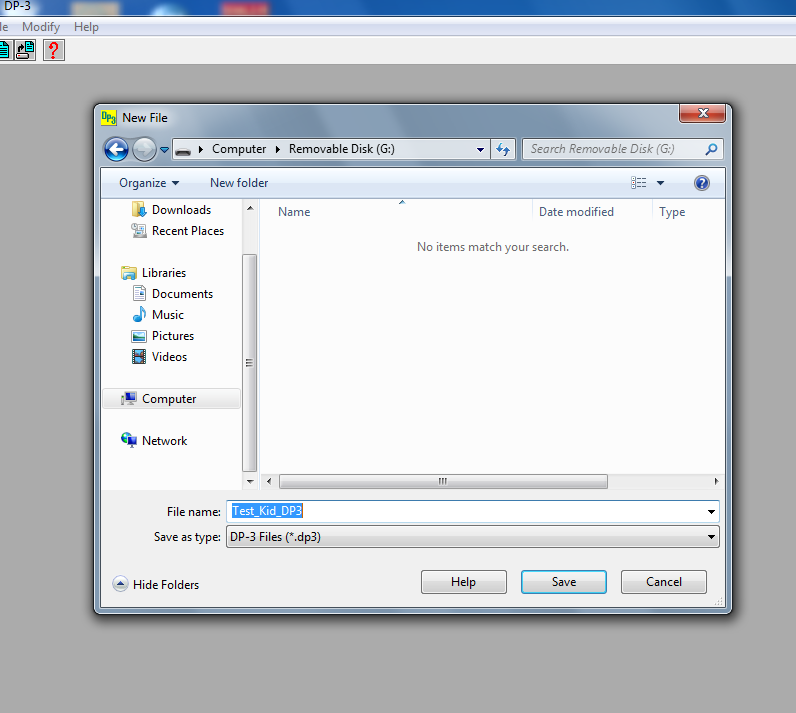 DP-3
le Modify Help
DP3 New File
Computer Removable Disk (G:) Search Removable Disk (G:)
Organize New folder
Name Date modified Type
Downloads
Recent Places
No items match your search.
Libraries
Documents
Music
Pictures
Videos
Computer
Network
File name: Test_Kid_DP3
Save as type: DP-3 Files (*.dp3)
Hide Folders Help Save Cancel